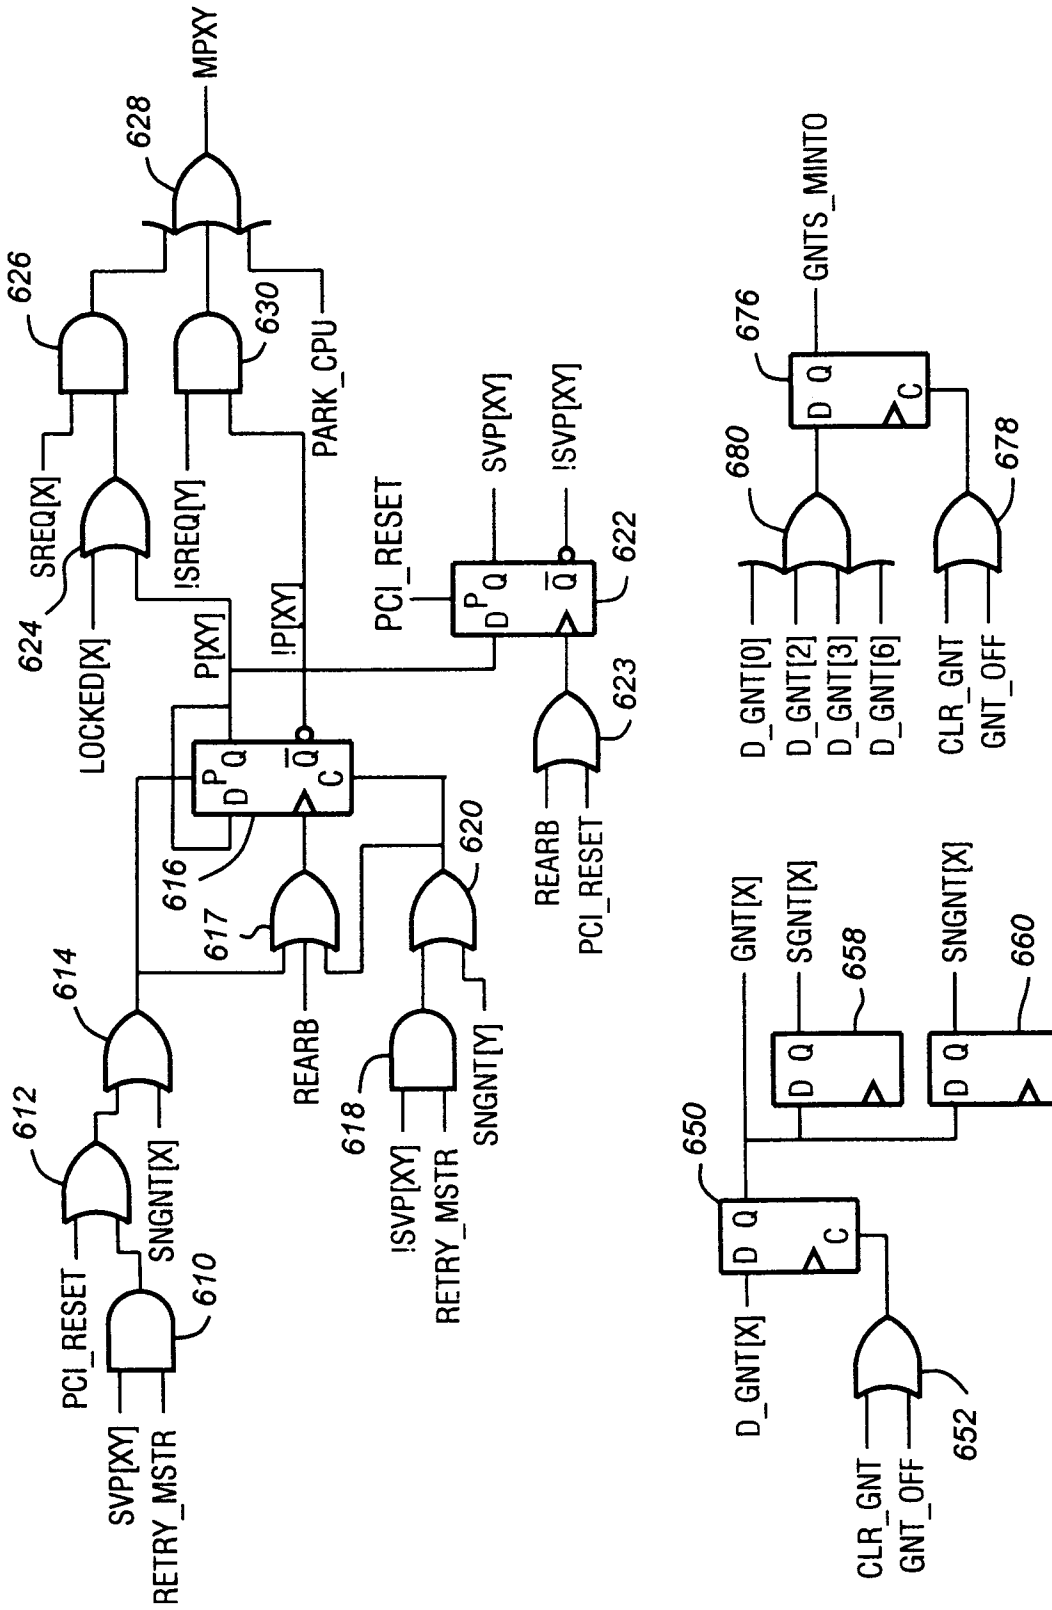 SVP[XY]
RETRY_MSTR
610
PCI_RESET
612
SNGNT[X]
614
REARB
617
616
D
P
Q
Q
C
!SVP[XY]
RETRY_MSTR
618
SNGNT[Y]
620
LOCKED[X]
624
P[XY]
!P[XY]
SREQ[X]
626
!SREQ[Y]
630
PARK_CPU
628
MPXY
REARB
PCI_RESET
623
PCI_RESET
D
P
Q
Q
622
SVP[XY]
!SVP[XY]
CLR_GNT
GNT_OFF
652
D_GNT[X]
D
Q
C
650
GNT[X]
D
Q
658
SGNT[X]
D
Q
660
SNGNT[X]
D_GNT[0]
D_GNT[2]
D_GNT[3]
D_GNT[6]
680
CLR_GNT
GNT_OFF
678
D
Q
C
676
GNTS_MINTO